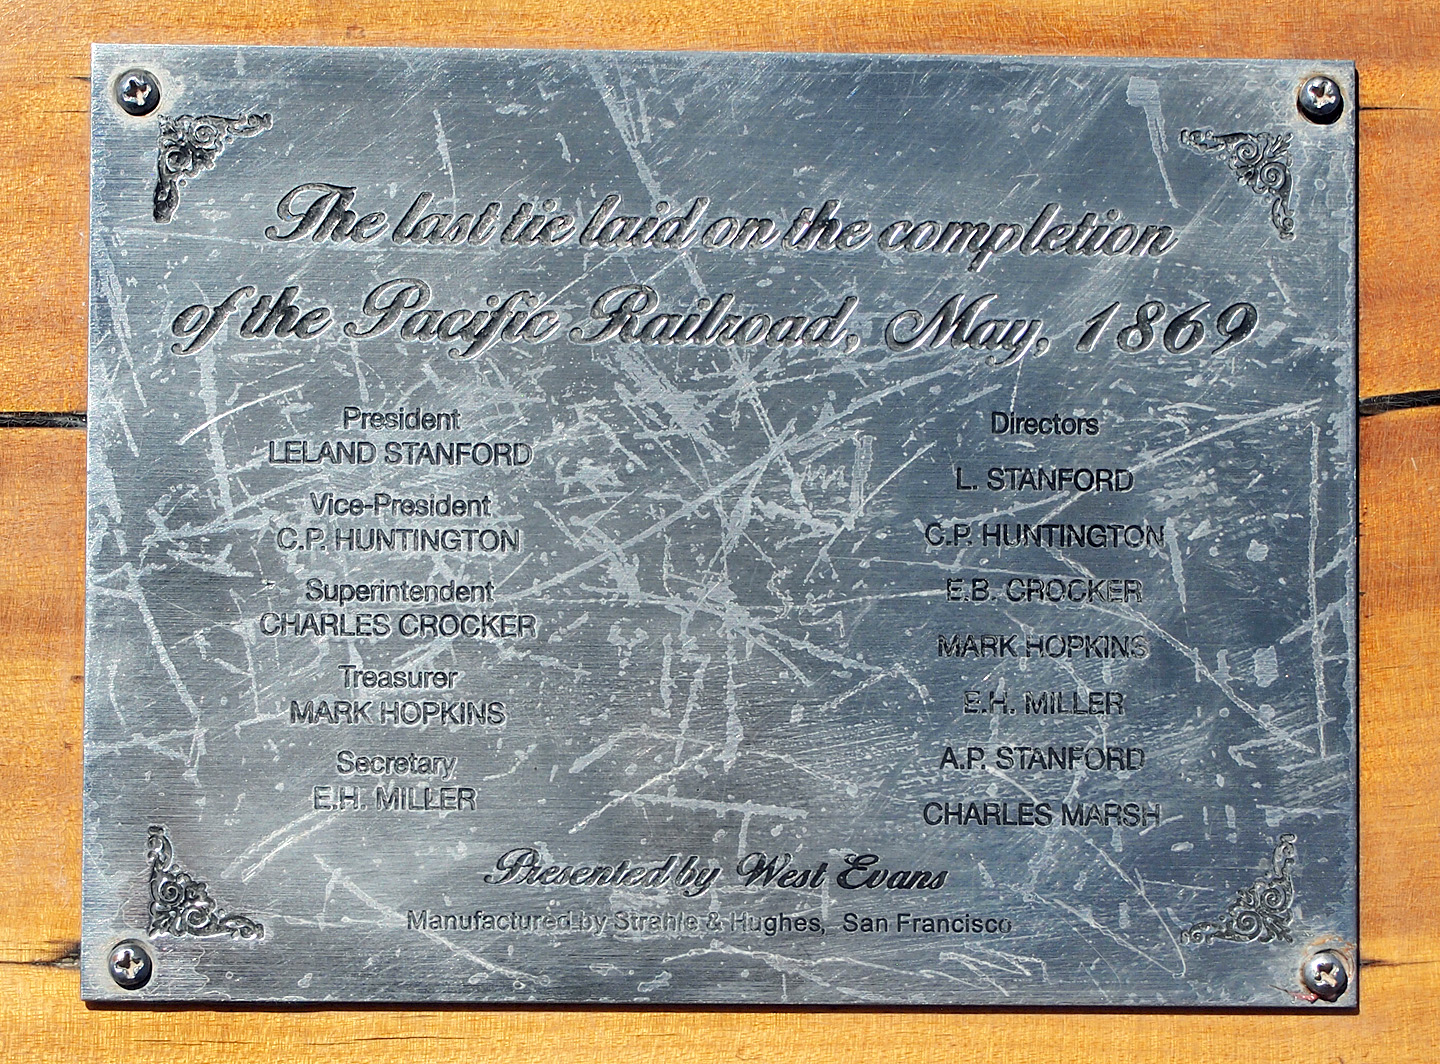 The last tie laid on the completion
of the Pacific Railroad, May, 1869
President
LELAND STANFORD
Vice-President
C.P. HUNTINGTON
Superintendent
CHARLES CROCKER
Treasurer
MARK HOPKINS
Secretary
E.H. MILLER
Directors
L. STANFORD
C.P. HUNTINGTON
E.B. CROCKER
MARK HOPKINS
E.H. MILLER
A.P. STANFORD
CHARLES MARSH
Presented by West Evans
Manufactured by Strahle & Hughes, San Francisco